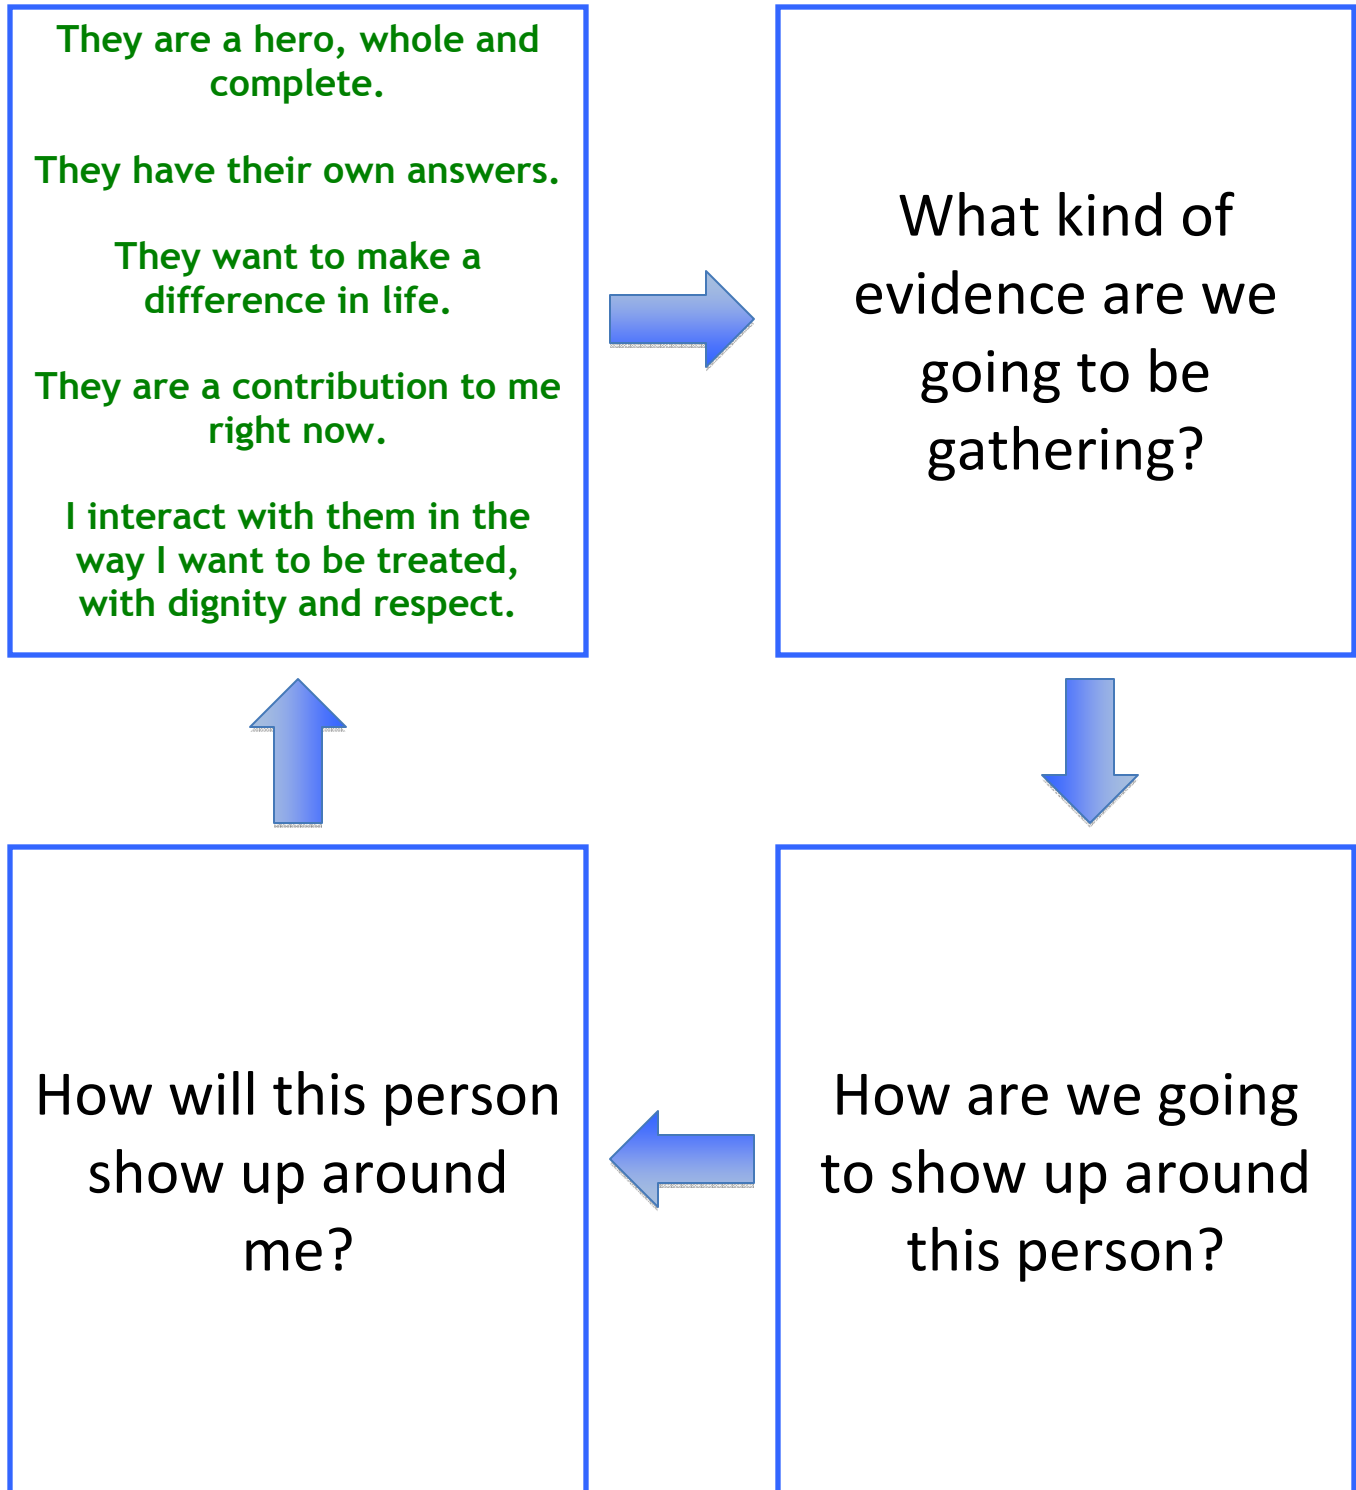 They are a hero, whole and
complete.
They have their own answers.
They want to make a
difference in life.
They are a contribution to me
right now.
I interact with them in the
way I want to be treated,
with dignity and respect.
What kind of
evidence are we
going to be
gathering?
How are we going
to show up around
this person?
How will this person
show up around
me?